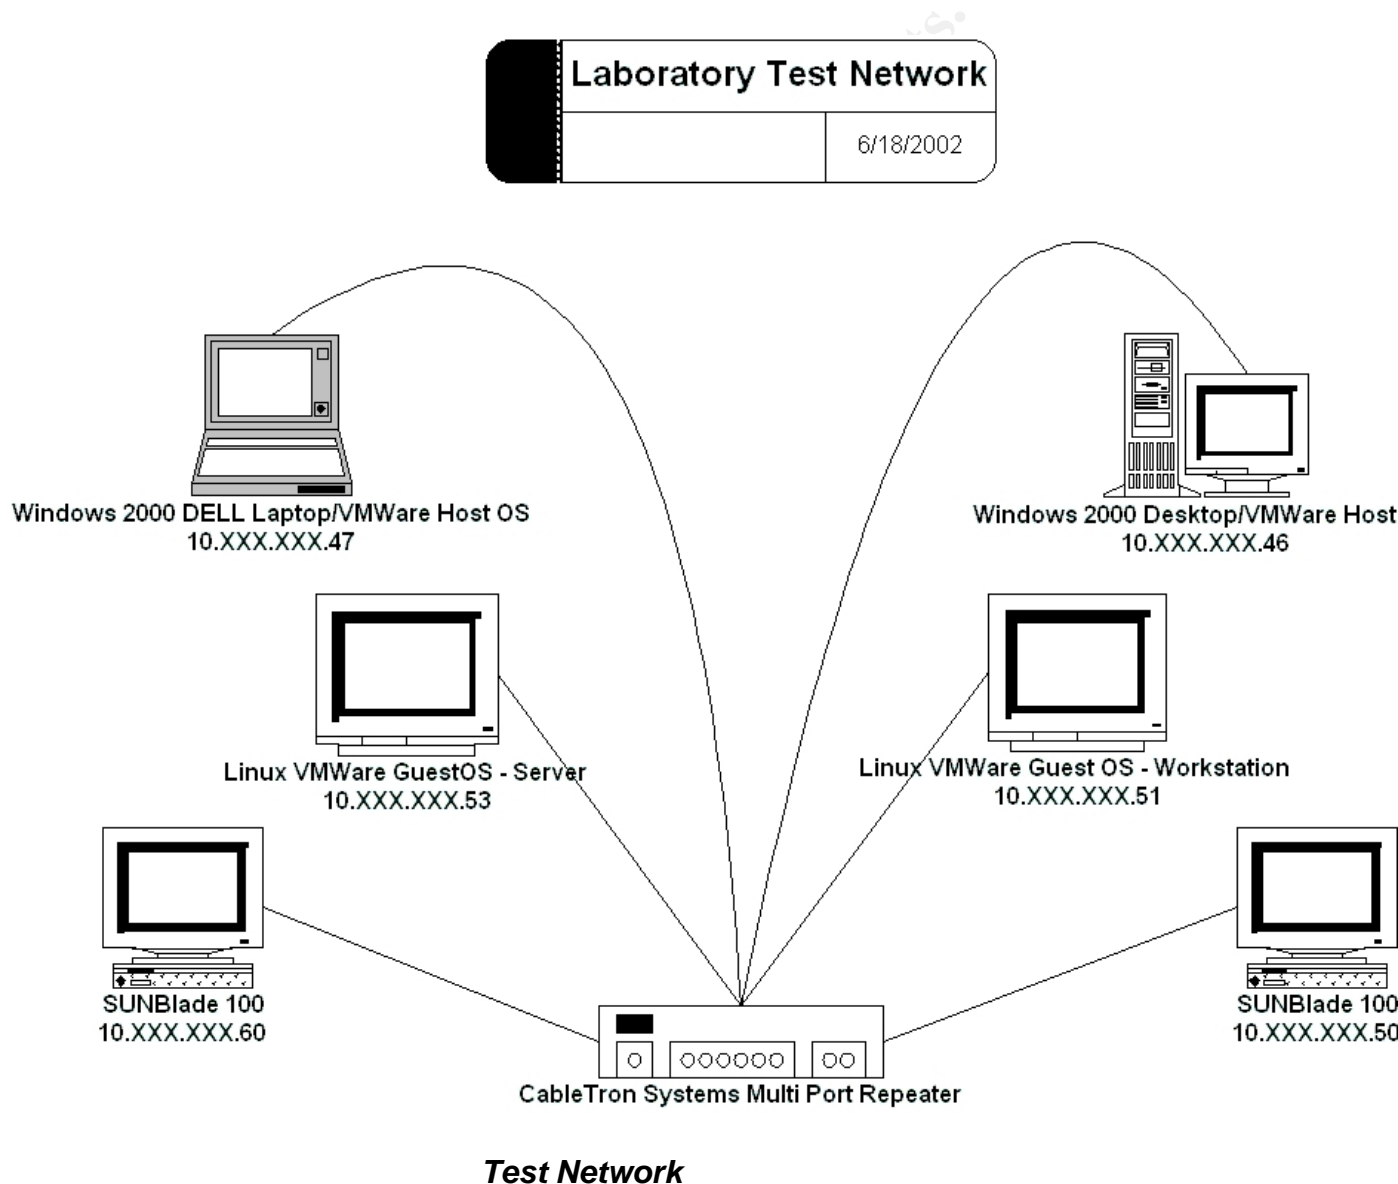 Laboratory Test Network
6/18/2002
Windows 2000 DELL Laptop/VMWare Host OS
10.XXX.XXX.47
Windows 2000 Desktop/VMWare Host
10.XXX.XXX.46
Linux VMWare GuestOS - Server
10.XXX.XXX.53
Linux VMWare Guest OS - Workstation
10.XXX.XXX.51
SUNBlade 100
10.XXX.XXX.60
SUNBlade 100
10.XXX.XXX.50
CableTron Systems Multi Port Repeater
Test Network